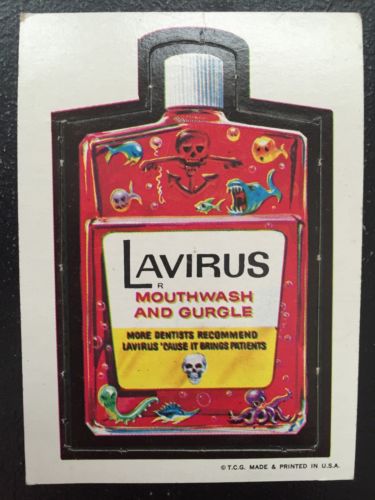 LAVIRUS
R
MOUTHWASH
AND GURGLE
MORE DENTISTS RECOMMEND
LAVIRUS 'CAUSE IT BRINGS PATIENTS
© T.C.G. MADE & PRINTED IN U.S.A.